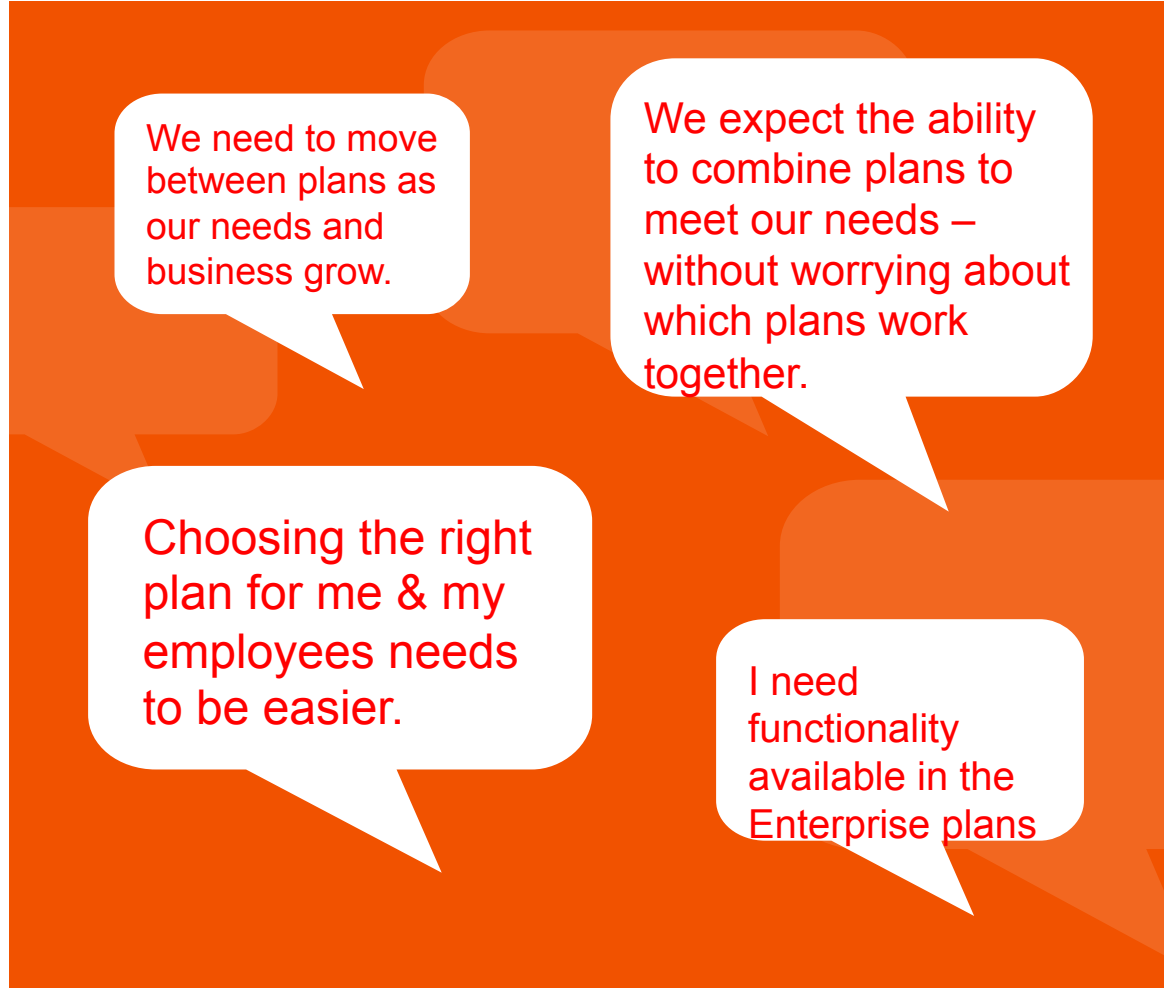 We need to move
between plans as
our needs and
business grow.
We expect the ability
to combine plans to
meet our needs –
without worrying about
which plans work
together.
Choosing the right
plan for me & my
employees needs
to be easier.
I need
functionality
available in the
Enterprise plans